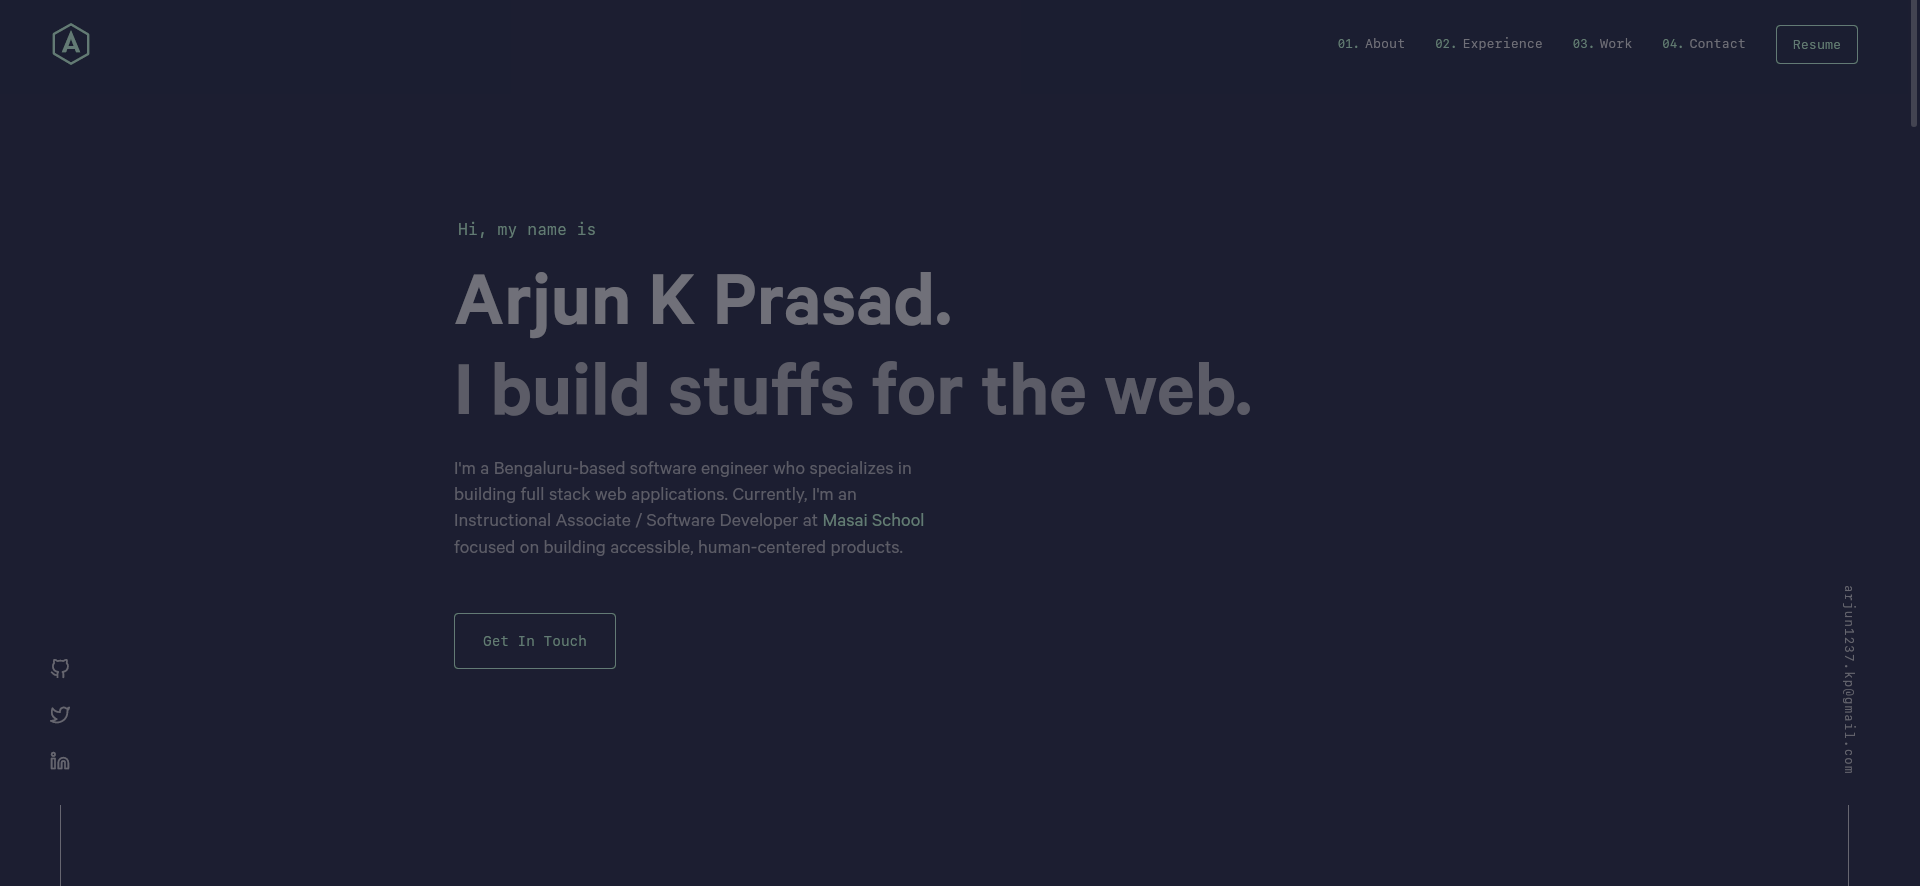 A
01. About 02. Experience 03. Work 04. Contact Resume
Hi, my name is
Arjun K Prasad.
I build stuffs for the web.
I'm a Bengaluru-based software engineer who specializes in
building full stack web applications. Currently, I'm an
Instructional Associate / Software Developer at Masai School
focused on building accessible, human-centered products.
Get In Touch
in
arjun1237.kp@gmail.com